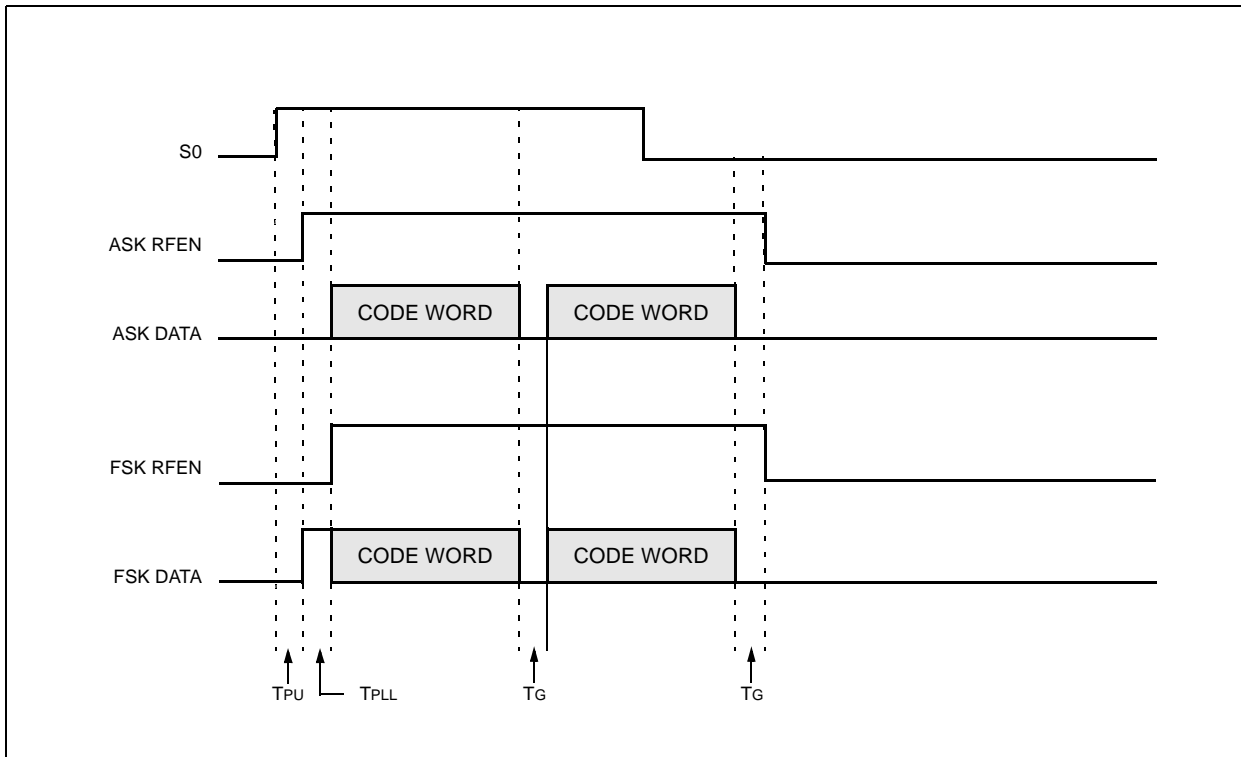 S0
ASK RFEN
CODE WORD CODE WORD
ASK DATA
FSK RFEN
CODE WORD CODE WORD
FSK DATA
TPU TPLL TG TG